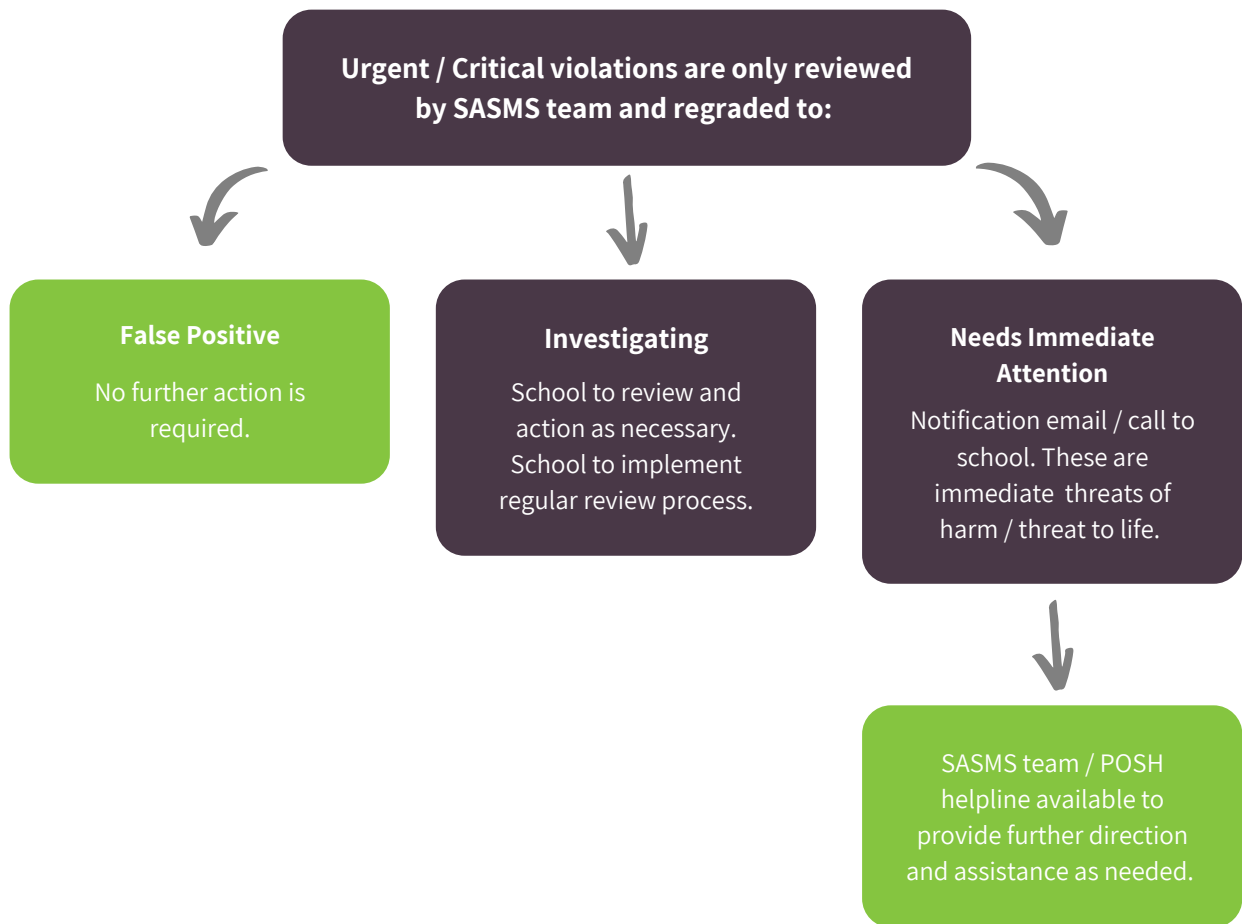 Urgent / Critical violations are only reviewed
by SASMS team and regraded to:
False Positive
No further action is
required.
Investigating
School to review and
action as necessary.
School to implement
regular review process.
Needs Immediate
Attention
Notification email / call to
school. These are
immediate  threats of
harm / threat to life.
SASMS team / POSH
helpline available to
provide further direction
and assistance as needed.